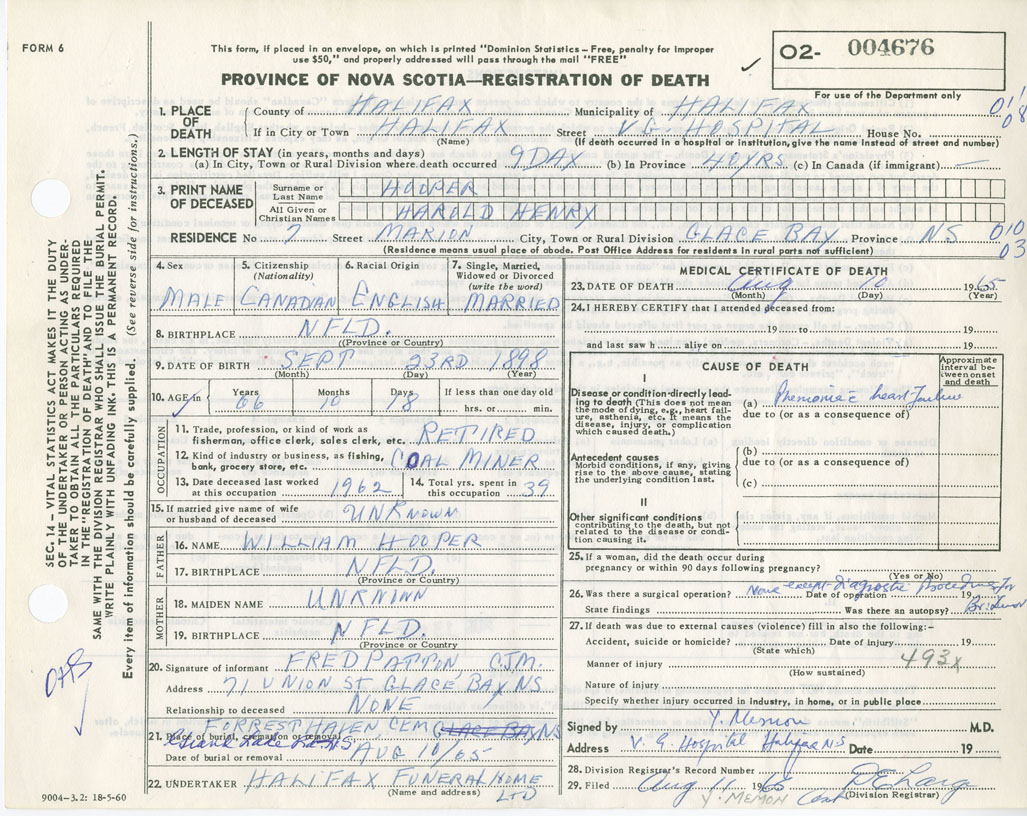 FORM 6
This form, if placed in an envelope, on which is printed "Dominion Statistics – Free, penalty for improper
use $50," and properly addressed will pass through the mail "FREE"
02- 004676
PROVINCE OF NOVA SCOTIA—REGISTRATION OF DEATH
For use of the Department only
1. PLACE OF DEATH County of HALIFAX Municipality of HALIFAX
If in City or Town HALIFAX Street V.G. HOSPITAL House No.
(Name) (If death occurred in a hospital or institution, give the name instead of street and number)
2. LENGTH OF STAY (in years, months and days)
(a) In City, Town or Rural Division where death occurred 9 DAY (b) In Province 40 YRS. (c) In Canada (if immigrant) —
3. PRINT NAME OF DECEASED Surname or Last Name HOOPER
All Given or Christian Names HAROLD HENRY
RESIDENCE No 7 Street MARION City, Town or Rural Division GLACE BAY Province NS
(Residence means usual place of abode. Post Office Address for residents in rural parts not sufficient)
010
03
4. Sex 5. Citizenship (Nationality) 6. Racial Origin 7. Single, Married, Widowed or Divorced (write the word)
MALE CANADIAN ENGLISH MARRIED
8. BIRTHPLACE NFLD.
(Province or Country)
9. DATE OF BIRTH SEPT 23RD 1898
(Month) (Day) (Year)
10. AGE IN Years 66 Months 10 Days 18 If less than one day old
hrs. or min.
OCCUPATION
11. Trade, profession, or kind of work as
fisherman, office clerk, sales clerk, etc. RETIRED
12. Kind of industry or business, as fishing,
bank, grocery store, etc. COAL MINER
13. Date deceased last worked
at this occupation 1962
14. Total yrs. spent in
this occupation 39
15. If married give name of wife
or husband of deceased UNKNOWN
FATHER
16. NAME WILLIAM HOOPER
17. BIRTHPLACE NFLD.
(Province or Country)
MOTHER
18. MAIDEN NAME UNKNOWN
19. BIRTHPLACE NFLD.
(Province or Country)
20. Signature of informant FRED PATTIN
Address 71 UNION ST GLACE BAY NS
Relationship to deceased NONE
FORREST HAVEN CEM GLACE BAY NS
21. Place of burial, cremation or removal
Date of burial or removal AUG 10/65
22. UNDERTAKER HALIFAX FUNERAL HOME
(Name and address) LTD
9004-3.2: 18-5-60
MEDICAL CERTIFICATE OF DEATH
23. DATE OF DEATH Aug 10 1965
(Month) (Day) (Year)
24. I HEREBY CERTIFY that I attended deceased from:
19 to 19
and last saw h alive on 19
CAUSE OF DEATH
Approximate interval between onset and death
I
Disease or condition directly leading to death (This does not mean the mode of dying, e.g., heart failure, asthenia, etc. It means the disease, injury, or complication which caused death.)
(a) heart Failure
due to (or as a consequence of)
Antecedent causes
Morbid conditions, if any, giving rise to the above cause, stating the underlying condition last.
(b)
due to (or as a consequence of)
(c)
II
Other significant conditions
contributing to the death, but not related to the disease or condition causing it.
25. If a woman, did the death occur during
pregnancy or within 90 days following pregnancy?
(Yes or No)
26. Was there a surgical operation? None except diagnostic procedure for
Date of operation 19
State findings Was there an autopsy?
27. If death was due to external causes (violence) fill in also the following:–
Accident, suicide or homicide? Date of injury 19
(State which)
493x
Manner of injury
(How sustained)
Nature of injury
Specify whether injury occurred in industry, in home, or in public place
Signed by Y. Memon M.D.
Address V. G Hospital Halifax N S Date 19
28. Division Registrar's Record Number
29. Filed Aug 11 1965
(Division Registrar)
Y. MEMON
SEC. 14 – VITAL STATISTICS ACT MAKES IT THE DUTY
OF THE UNDERTAKER OR PERSON ACTING AS UNDER-
TAKER TO OBTAIN ALL THE PARTICULARS REQUIRED
IN THE "REGISTRATION OF DEATH" AND TO FILE THE
SAME WITH THE DIVISION REGISTRAR WHO SHALL ISSUE THE BURIAL PERMIT.
WRITE PLAINLY WITH UNFADING INK. THIS IS A PERMANENT RECORD.
Every item of information should be carefully supplied. (See reverse side for instructions.)